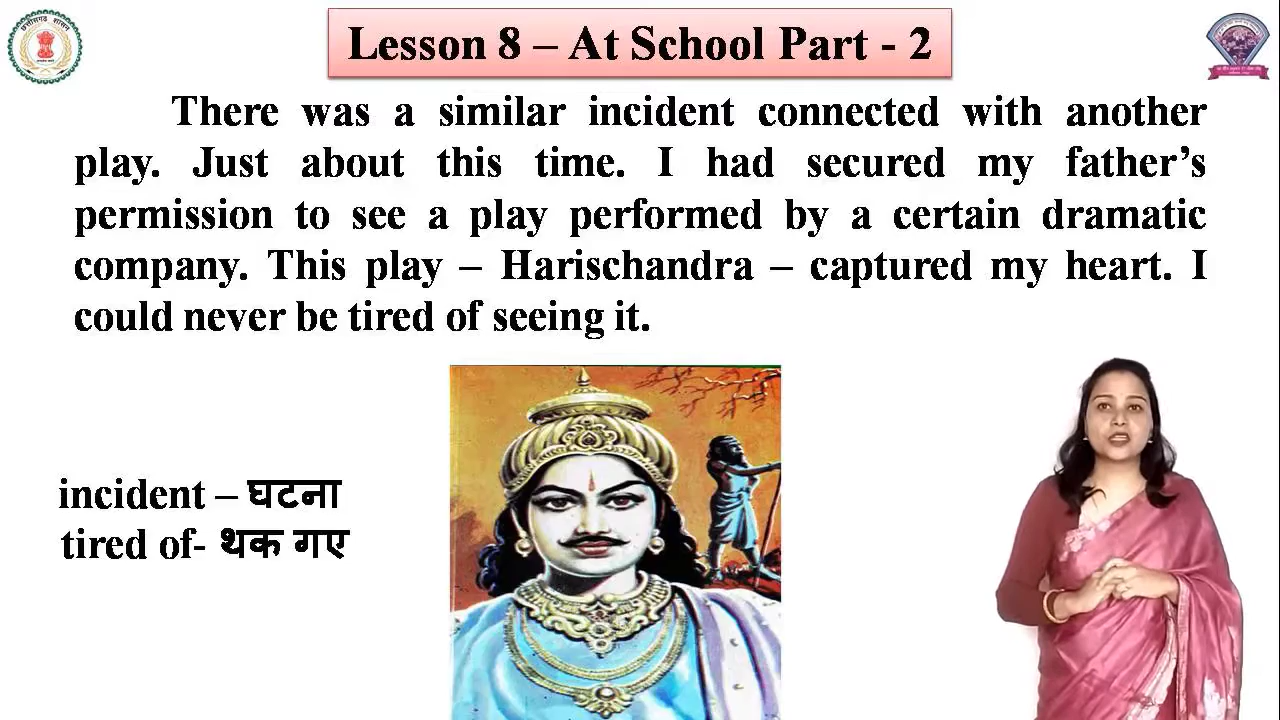 Lesson 8 – At School Part - 2
There was a similar incident connected with another
play. Just about this time. I had secured my father’s
permission to see a play performed by a certain dramatic
company. This play – Harischandra – captured my heart. I
could never be tired of seeing it.
incident – घटना
tired of- थक गए